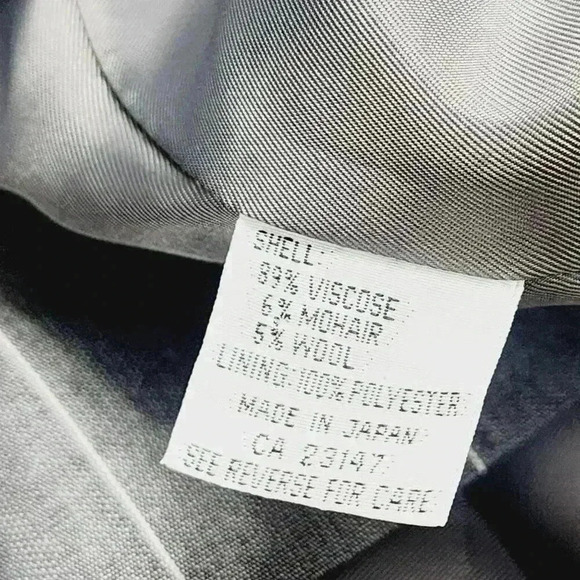 SHELL:
89% VISCOSE
6% MOHAIR
5% WOOL
LINING:100% POLYESTER
MADE IN JAPAN
CA 23147
SEE REVERSE FOR CARE